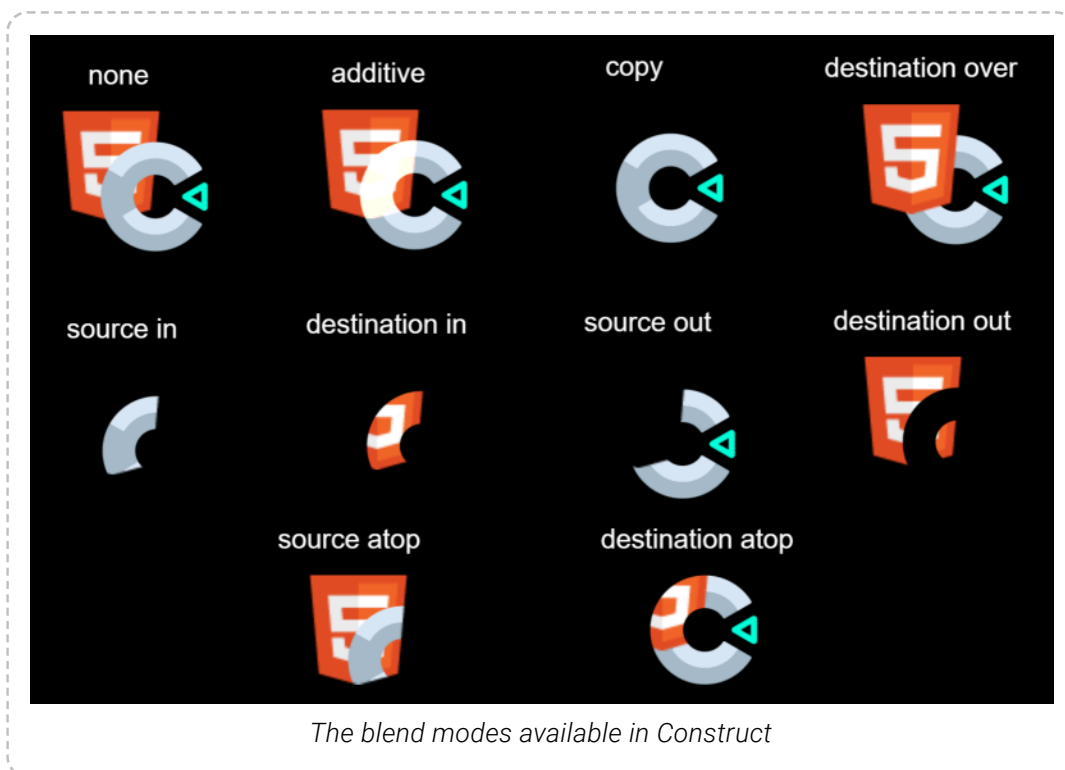 none additive copy destination over
source in destination in source out destination out
source atop destination atop
The blend modes available in Construct